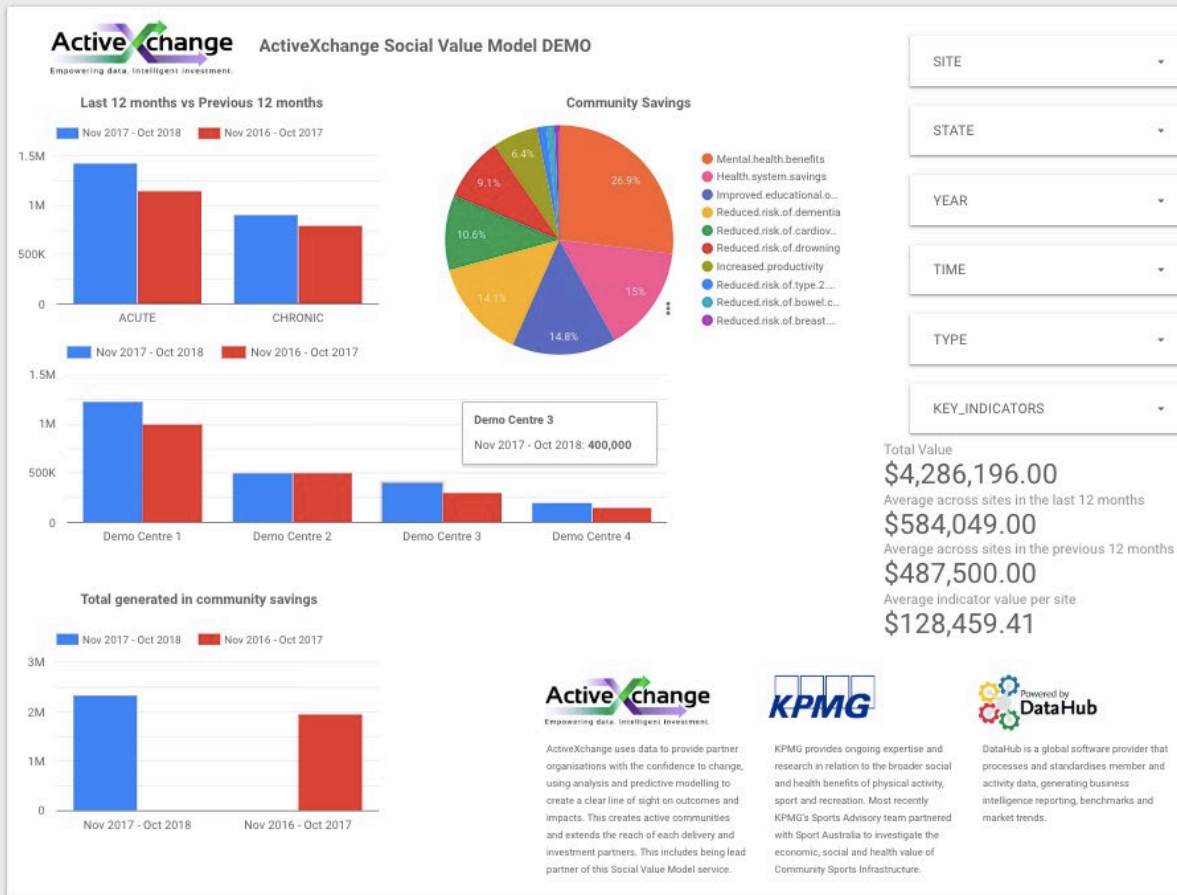 ActiveXchange
Empowering data. Intelligent investment.
ActiveXchange Social Value Model DEMO
Last 12 months vs Previous 12 months
Nov 2017 - Oct 2018
Nov 2016 - Oct 2017
1.5M
1M
500K
0
ACUTE
CHRONIC
Community Savings
26.9%
15%
14.8%
14.1%
10.6%
9.1%
6.4%
Mental.health.benefits
Health.system.savings
Improved.educational.o...
Reduced.risk.of.dementia
Reduced.risk.of.cardiov...
Reduced.risk.of.drowning
Increased.productivity
Reduced.risk.of.type.2....
Reduced.risk.of.bowel.c...
Reduced.risk.of.breast....
SITE
STATE
YEAR
TIME
TYPE
KEY_INDICATORS
Nov 2017 - Oct 2018
Nov 2016 - Oct 2017
1.5M
1M
500K
0
Demo Centre 3
Nov 2017 - Oct 2018: 400,000
Demo Centre 1
Demo Centre 2
Demo Centre 3
Demo Centre 4
Total Value
$4,286,196.00
Average across sites in the last 12 months
$584,049.00
Average across sites in the previous 12 months
$487,500.00
Average indicator value per site
$128,459.41
Total generated in community savings
Nov 2017 - Oct 2018
Nov 2016 - Oct 2017
3M
2M
1M
0
Nov 2017 - Oct 2018
Nov 2016 - Oct 2017
ActiveXchange
Empowering data. Intelligent investment.
ActiveXchange uses data to provide partner
organisations with the confidence to change,
using analysis and predictive modelling to
create a clear line of sight on outcomes and
impacts. This creates active communities
and extends the reach of each delivery and
investment partners. This includes being lead
partner of this Social Value Model service.
KPMG
KPMG provides ongoing expertise and
research in relation to the broader social
and health benefits of physical activity,
sport and recreation. Most recently
KPMG's Sports Advisory team partnered
with Sport Australia to investigate the
economic, social and health value of
Community Sports Infrastructure.
Powered by
DataHub
DataHub is a global software provider that
processes and standardises member and
activity data, generating business
intelligence reporting, benchmarks and
market trends.